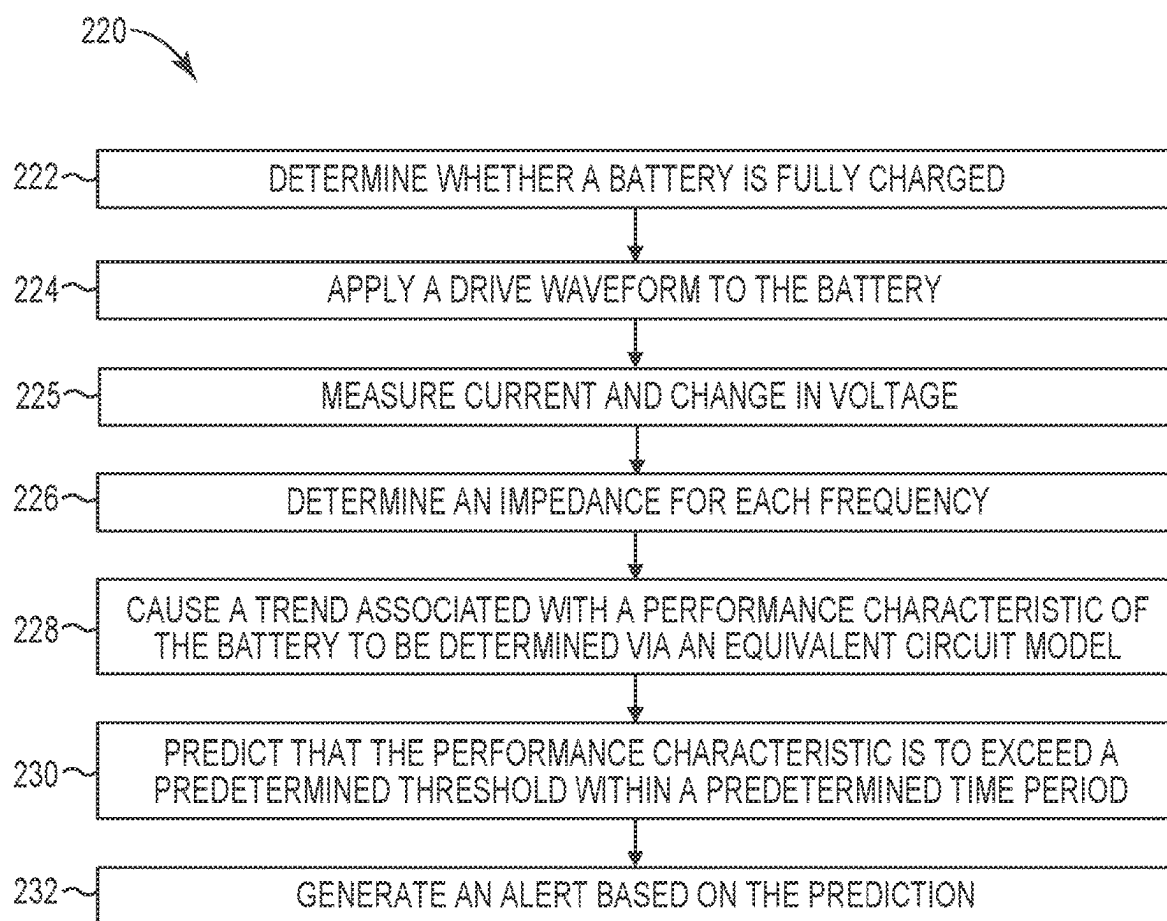 220
222 DETERMINE WHETHER A BATTERY IS FULLY CHARGED
224 APPLY A DRIVE WAVEFORM TO THE BATTERY
225 MEASURE CURRENT AND CHANGE IN VOLTAGE
226 DETERMINE AN IMPEDANCE FOR EACH FREQUENCY
CAUSE A TREND ASSOCIATED WITH A PERFORMANCE CHARACTERISTIC OF
228 THE BATTERY TO BE DETERMINED VIA AN EQUIVALENT CIRCUIT MODEL
PREDICT THAT THE PERFORMANCE CHARACTERISTIC IS TO EXCEED A
230 PREDETERMINED THRESHOLD WITHIN A PREDETERMINED TIME PERIOD
232 GENERATE AN ALERT BASED ON THE PREDICTION